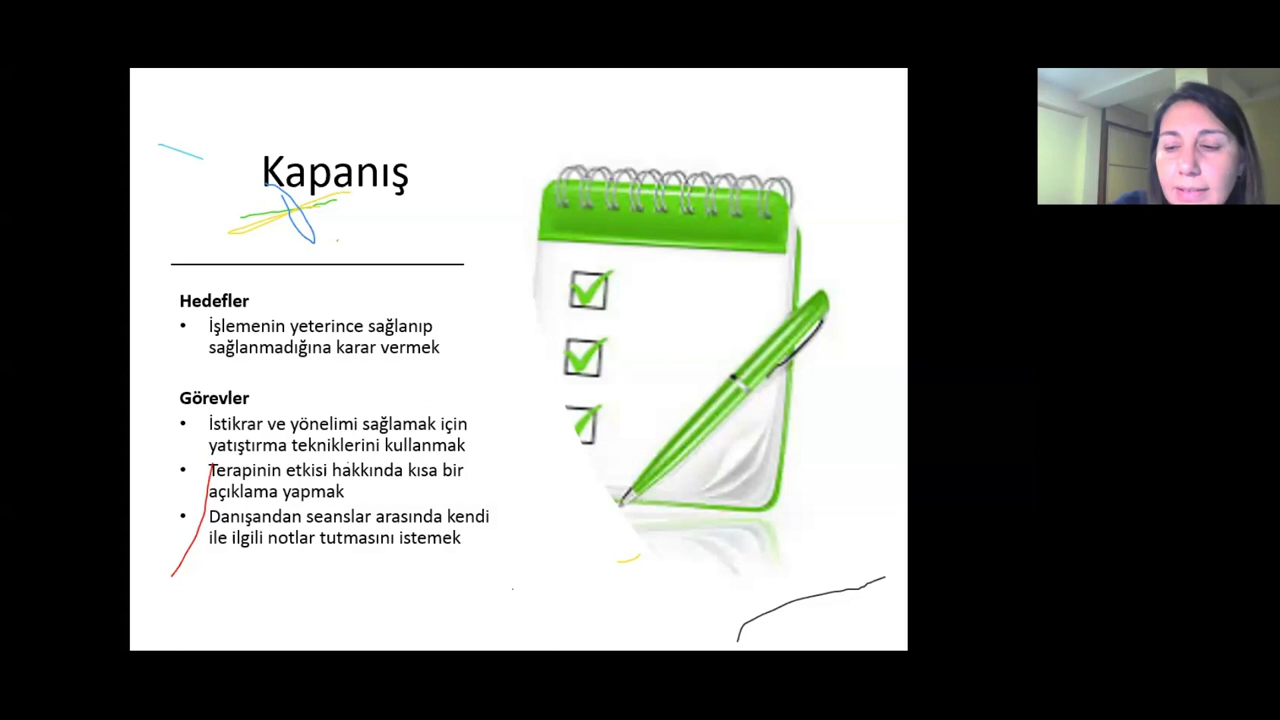 Kapanış
Hedefler
• İşlemenin yeterince sağlanıp
sağlanmadığına karar vermek
Görevler
• İstikrar ve yönelimi sağlamak için
yatıştırma tekniklerini kullanmak
• Terapinin etkisi hakkında kısa bir
açıklama yapmak
• Danışandan seanslar arasında kendi
ile ilgili notlar tutmasını istemek